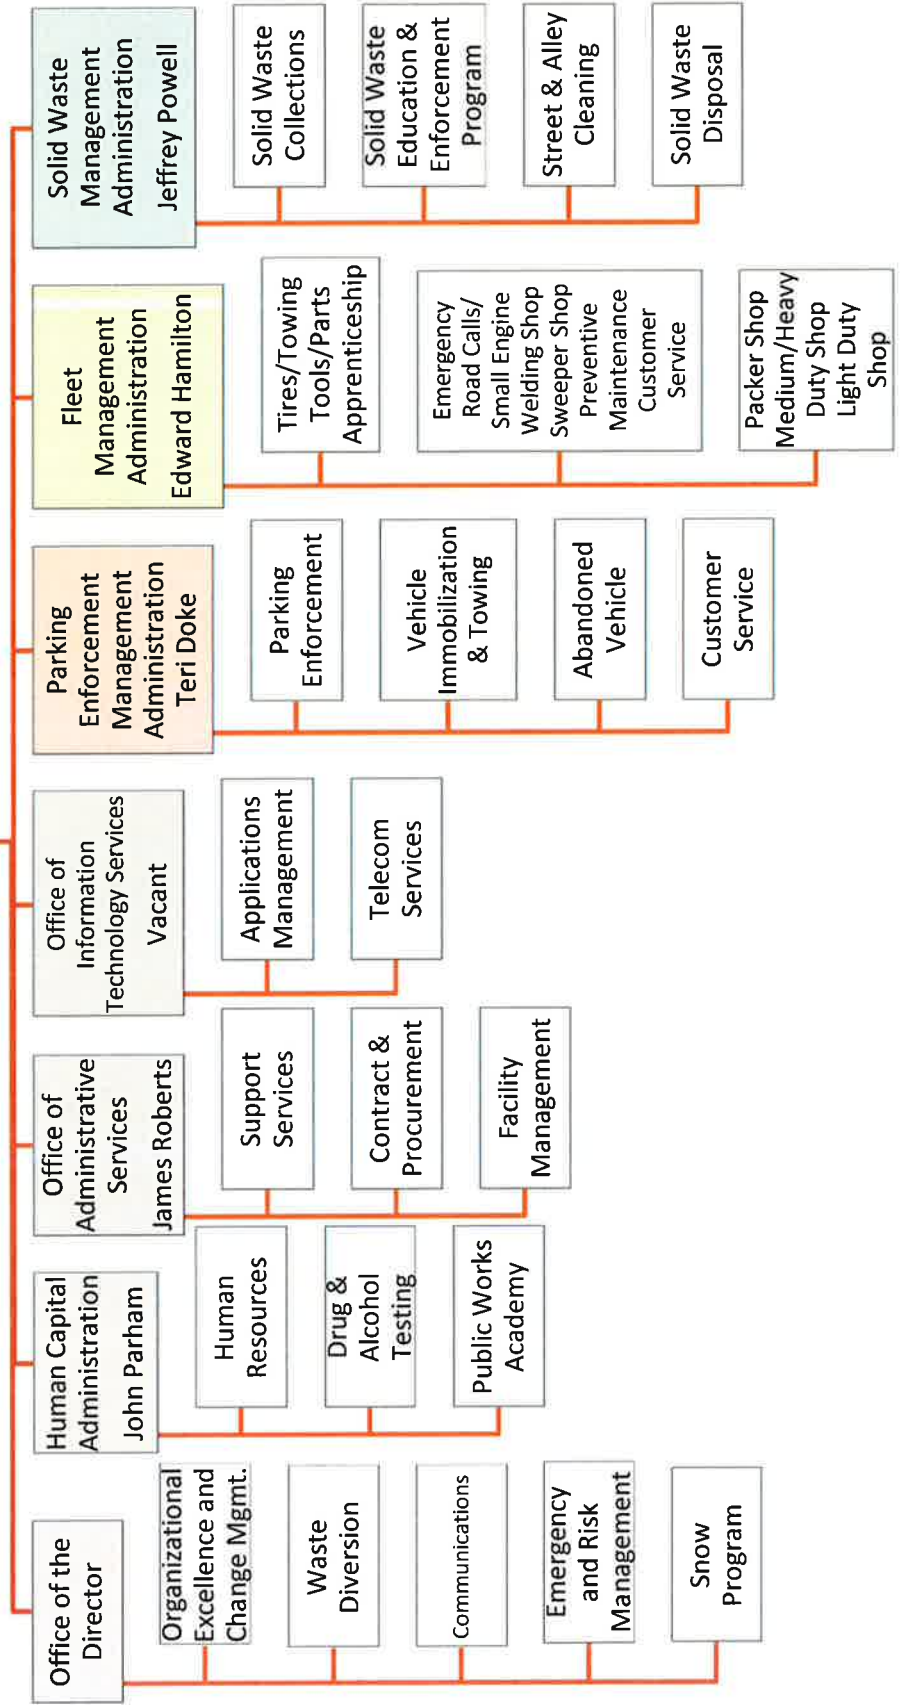 Office of the
Director
Organizational
Excellence and
Change Mgmt.
Waste
Diversion
Communications
Emergency
and Risk
Management
Snow
Program
Human Capital
Administration
John Parham
Human
Resources
Drug &
Alcohol
Testing
Public Works
Academy
Office of
Administrative
Services
James Roberts
Support
Services
Contract &
Procurement
Facility
Management
Office of
Information
Technology Services
Vacant
Applications
Management
Telecom
Services
Parking
Enforcement
Management
Administration
Teri Doke
Parking
Enforcement
Vehicle
Immobilization
& Towing
Abandoned
Vehicle
Customer
Service
Fleet
Management
Administration
Edward Hamilton
Tires/Towing
Tools/Parts
Apprenticeship
Emergency
Road Calls/
Small Engine
Welding Shop
Sweeper Shop
Preventive
Maintenance
Customer
Service
Packer Shop
Medium/Heavy
Duty Shop
Light Duty
Shop
Solid Waste
Management
Administration
Jeffrey Powell
Solid Waste
Collections
Solid Waste
Education &
Enforcement
Program
Street & Alley
Cleaning
Solid Waste
Disposal